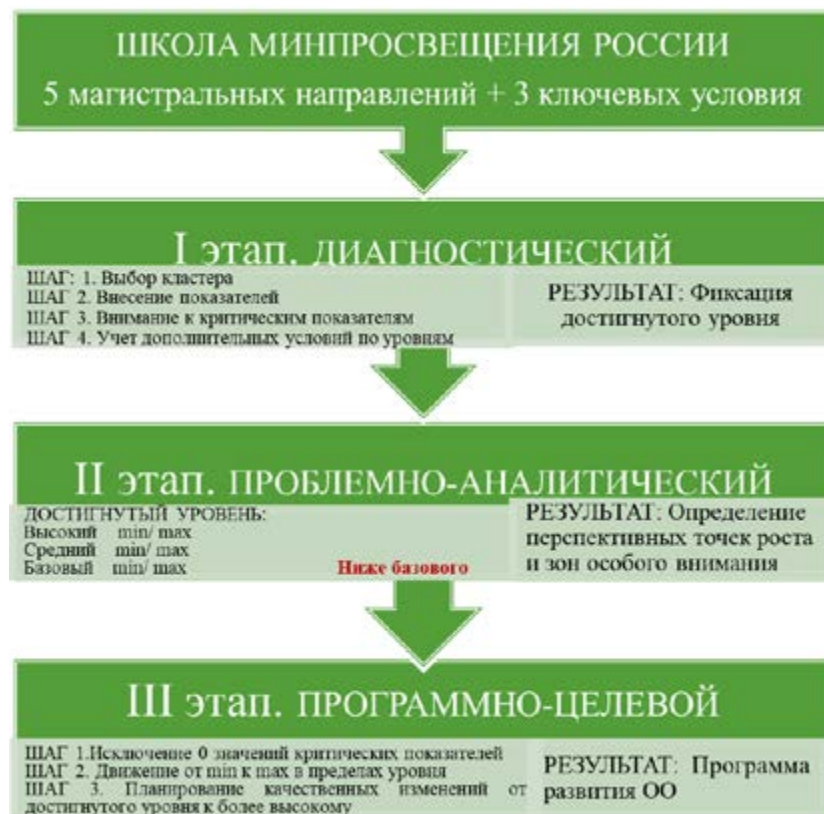 ШКОЛА МИНПРОСВЕЩЕНИЯ РОССИИ
5 магистральных направлений + 3 ключевых условия
I этап. ДИАГНОСТИЧЕСКИЙ
ШАГ: 1. Выбор кластера
ШАГ 2. Внесение показателей
ШАГ 3. Внимание к критическим показателям
ШАГ 4. Учет дополнительных условий по уровням
РЕЗУЛЬТАТ: Фиксация
достигнутого уровня
II этап. ПРОБЛЕМНО-АНАЛИТИЧЕСКИЙ
ДОСТИГНУТЫЙ УРОВЕНЬ:
Высокий min/ max
Средний min/ max
Базовый min/ max Ниже базового
РЕЗУЛЬТАТ: Определение
перспективных точек роста
и зон особого внимания
III этап. ПРОГРАММНО-ЦЕЛЕВОЙ
ШАГ 1.Исключение 0 значений критических показателей
ШАГ 2. Движение от min к max в пределах уровня
ШАГ 3. Планирование качественных изменений от
достигнутого уровня к более высокому
РЕЗУЛЬТАТ: Программа
развития ОО